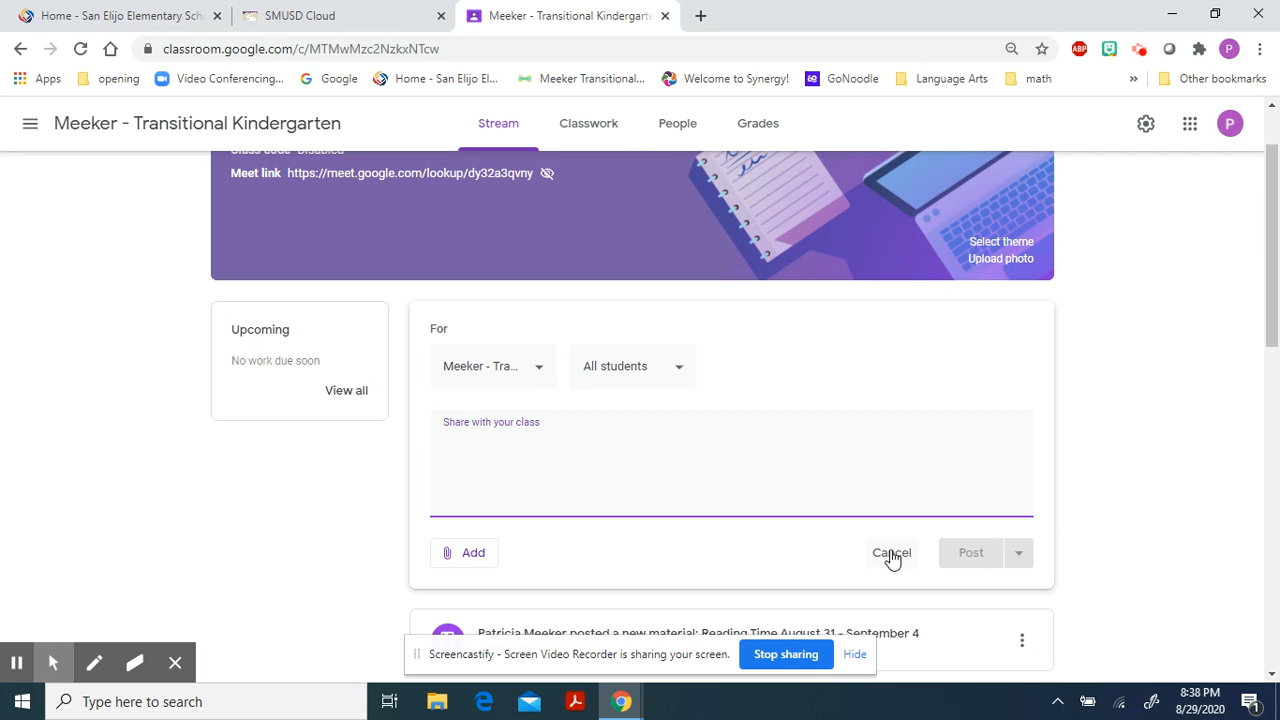 Home - San Elijo Elementary Sch
SMUSD Cloud
Meeker - Transitional Kindergarte
classroom.google.com/c/MTMwMzc2NzkxNTcw
ABP
P
Apps
opening
Video Conferencing...
Google
Home - San Elijo El...
Meeker Transitional...
Welcome to Synergy!
GoNoodle
Language Arts
math
»
Other bookmarks
Meeker - Transitional Kindergarten
Stream
Classwork
People
Grades
P
Class code Disabled
Meet link https://meet.google.com/lookup/dy32a3qvny
Select theme
Upload photo
Upcoming
No work due soon
View all
For
Meeker - Tra...
All students
Share with your class
Add
Cancel
Post
Patricia Meeker posted a new material: Reading Time August 31 - September 4
Screencastify - Screen Video Recorder is sharing your screen.
Stop sharing
Hide
Type here to search
8:38 PM
8/29/2020
1